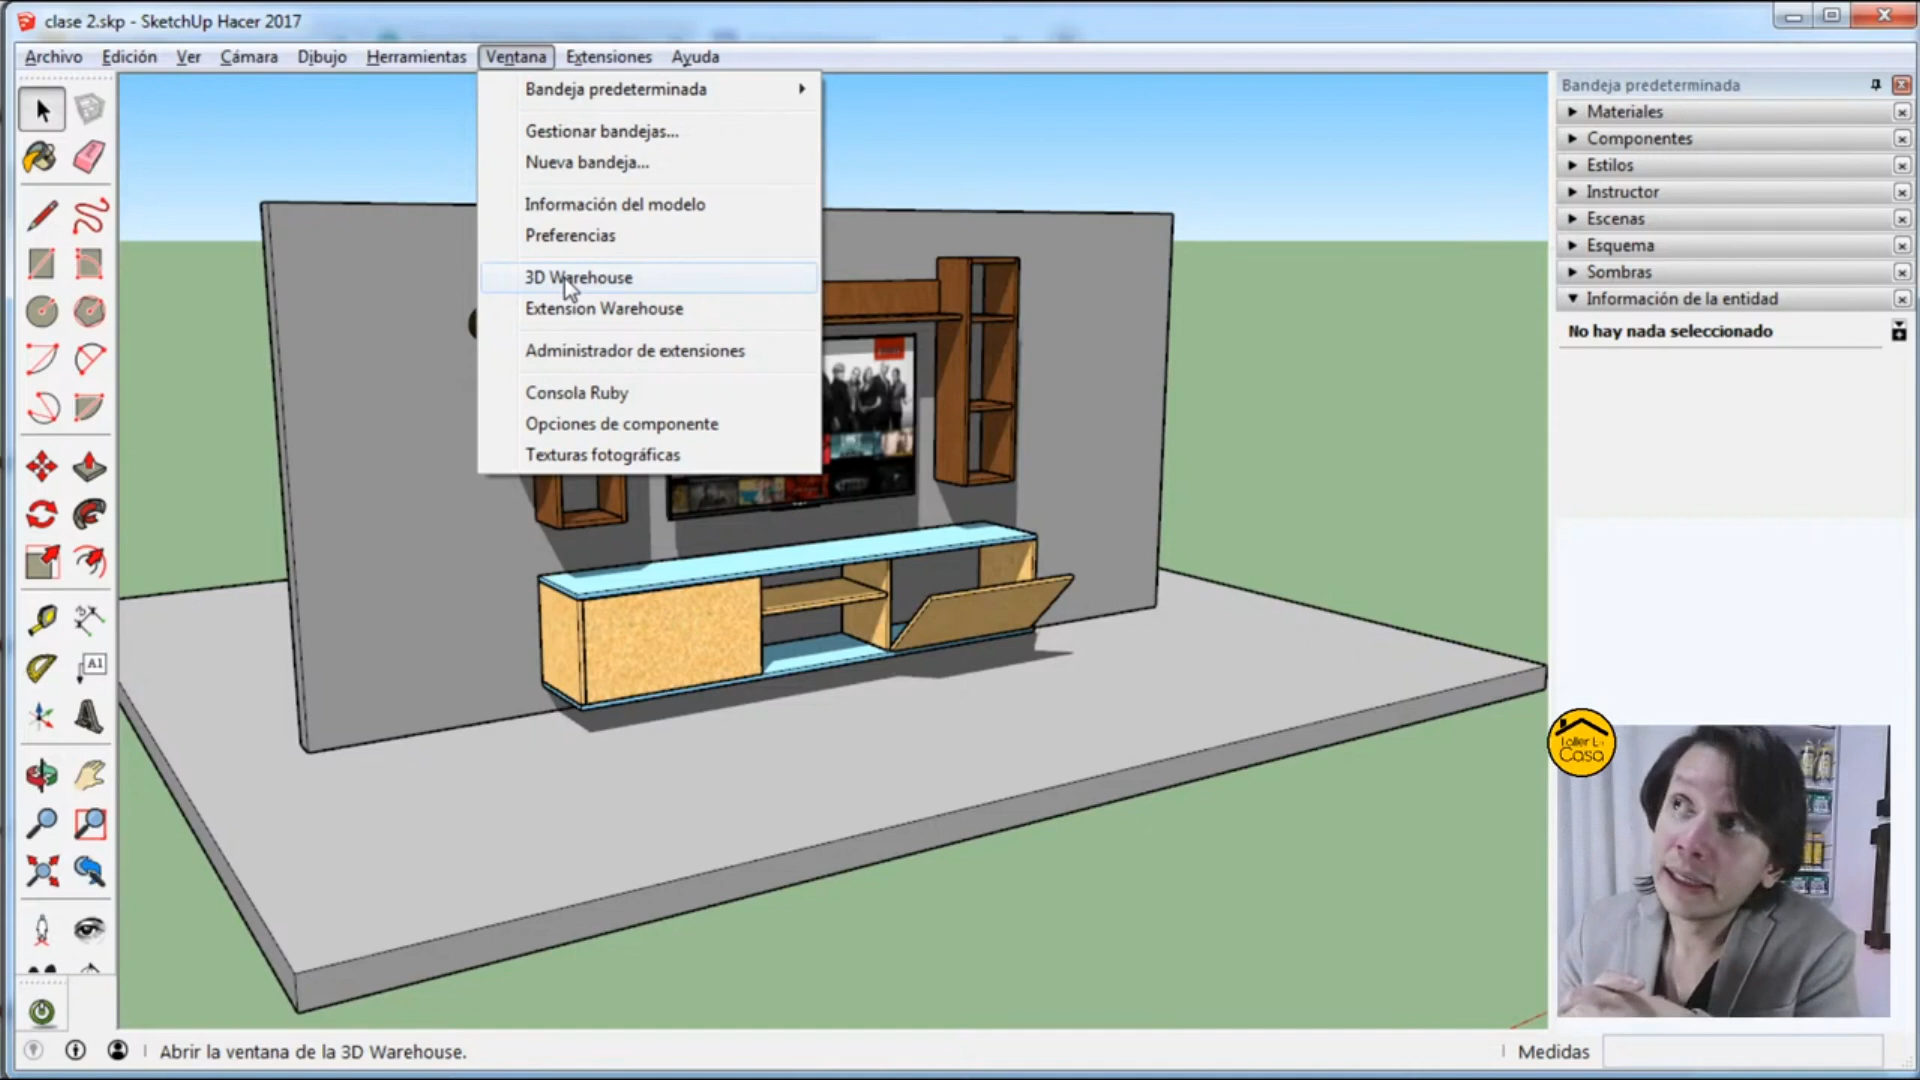 clase 2.skp - SketchUp Hacer 2017
Archivo Edición Ver Cámara Dibujo Herramientas Ventana Extensiones Ayuda
Bandeja predeterminada
Gestionar bandejas...
Nueva bandeja...
Información del modelo
Preferencias
3D Warehouse
Extension Warehouse
Administrador de extensiones
Consola Ruby
Opciones de componente
Texturas fotográficas
Bandeja predeterminada
Materiales
Componentes
Estilos
Instructor
Escenas
Esquema
Sombras
Información de la entidad
No hay nada seleccionado
A1
Taller
Casa
Abrir la ventana de la 3D Warehouse.
Medidas